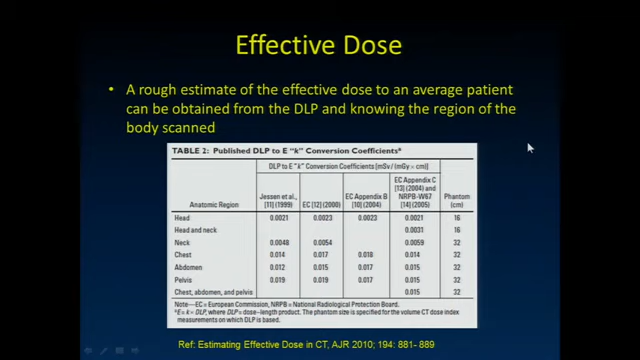 Effective Dose
• A rough estimate of the effective dose to an average patient
can be obtained from the DLP and knowing the region of the
body scanned
TABLE 2: Published DLP to E "k" Conversion Coefficientsᵃ
DLP to E "k" Conversion Coefficients [mSv / (mGy × cm)]
Anatomic Region | Jessen et al., [11] (1999) | EC [12] (2000) | EC Appendix B [10] (2004) | EC Appendix C [13] (2004) and NRPB-W67 [14] (2005) | Phantom (cm)
Head 0.0021 0.0023 0.0023 0.0021 16
Head and neck 0.0031 16
Neck 0.0048 0.0054 0.0059 32
Chest 0.014 0.017 0.018 0.014 32
Abdomen 0.012 0.015 0.017 0.015 32
Pelvis 0.019 0.019 0.017 0.015 32
Chest, abdomen, and pelvis 0.015 32
Note—EC = European Commission, NRPB = National Radiological Protection Board.
ᵃE = k × DLP, where DLP = dose-length product. The phantom size is specified for the volume CT dose index
measurements on which DLP is based.
Ref: Estimating Effective Dose in CT, AJR 2010; 194: 881- 889